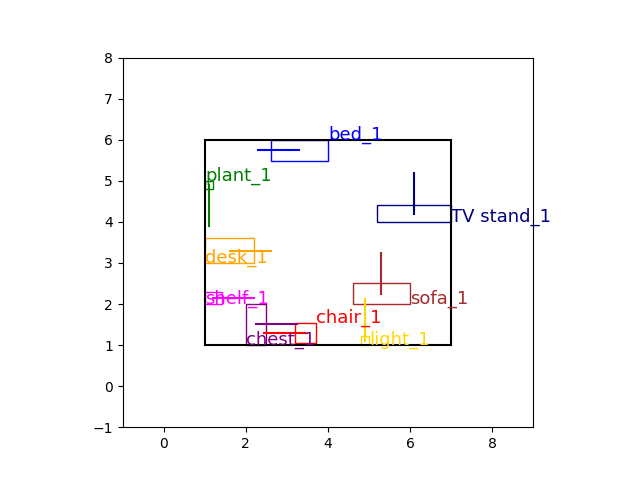 8
7
6
bed_1
5
plant_1
4
TV stand_1
3
desk_1
2
shelf_1
sofa_1
chair_1
1
chest_1
light_1
0
−1
0
2
4
6
8